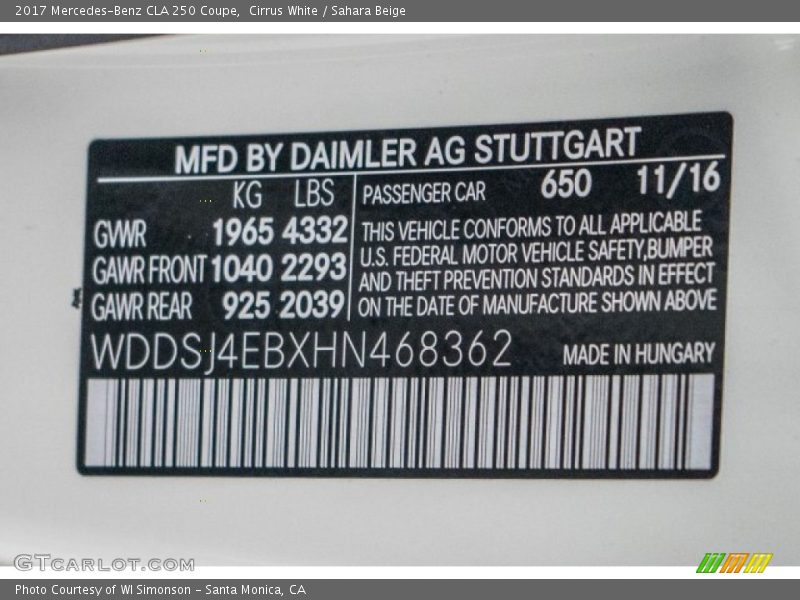 2017 Mercedes-Benz CLA 250 Coupe,  Cirrus White / Sahara Beige
MFD BY DAIMLER AG STUTTGART
KG LBS
GVWR 1965 4332
GAWR FRONT 1040 2293
GAWR REAR 925 2039
PASSENGER CAR 650 11/16
THIS VEHICLE CONFORMS TO ALL APPLICABLE
U.S. FEDERAL MOTOR VEHICLE SAFETY,BUMPER
AND THEFT PREVENTION STANDARDS IN EFFECT
ON THE DATE OF MANUFACTURE SHOWN ABOVE
WDDSJ4EBXHN468362 MADE IN HUNGARY
GTCARLOT.COM
Photo Courtesy of WI Simonson – Santa Monica, CA